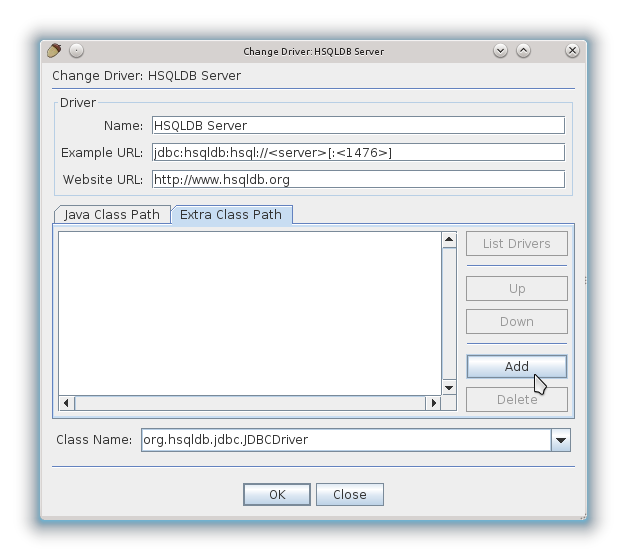 Change Driver: HSQLDB Server
Change Driver: HSQLDB Server
Driver
Name: HSQLDB Server
Example URL: jdbc:hsqldb:hsql://<server>[:<1476>]
Website URL: http://www.hsqldb.org
Java Class Path Extra Class Path
List Drivers
Up
Down
Add
Delete
Class Name: org.hsqldb.jdbc.JDBCDriver
OK Close